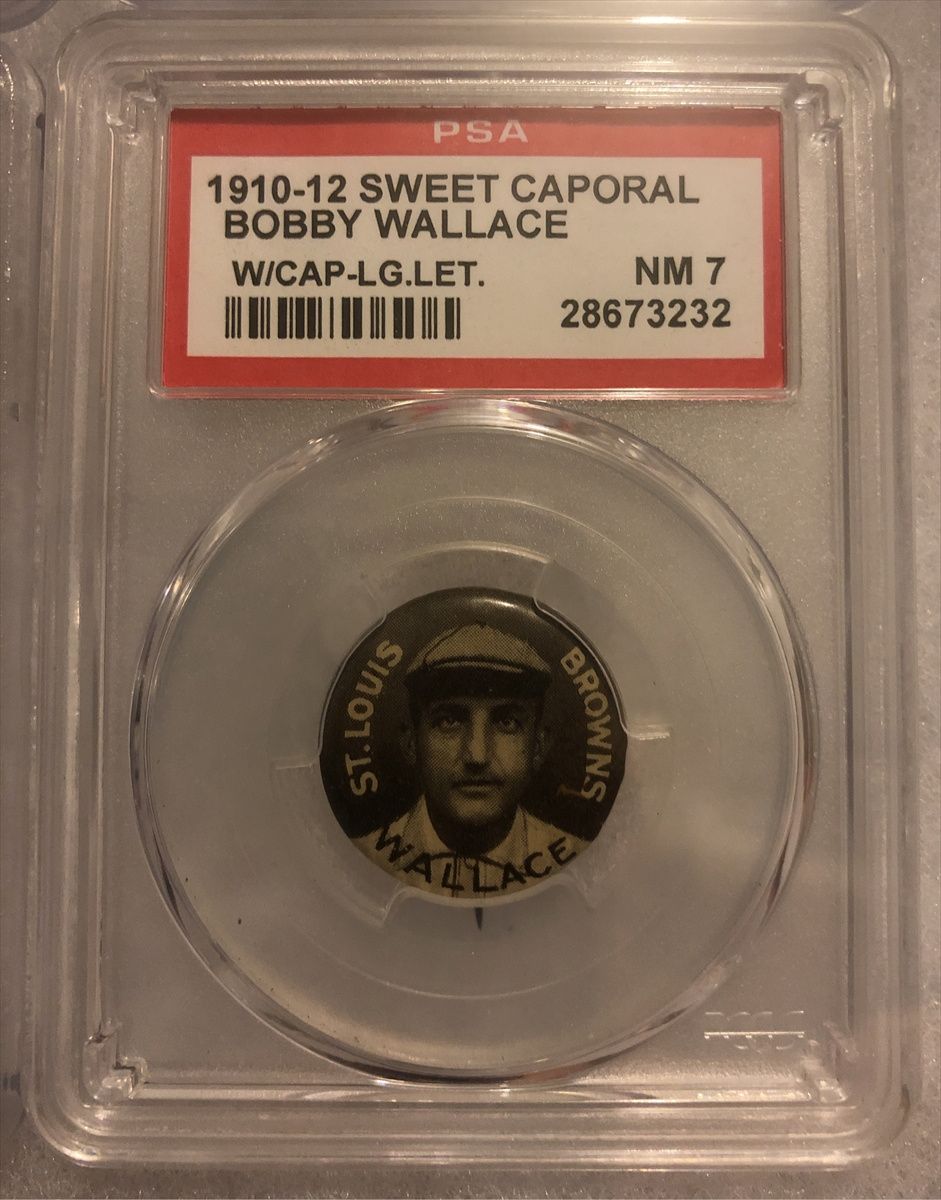 PSA
1910-12 SWEET CAPORAL
BOBBY WALLACE
W/CAP-LG.LET.
NM 7
28673232
ST. LOUIS
BROWNS
WALLACE